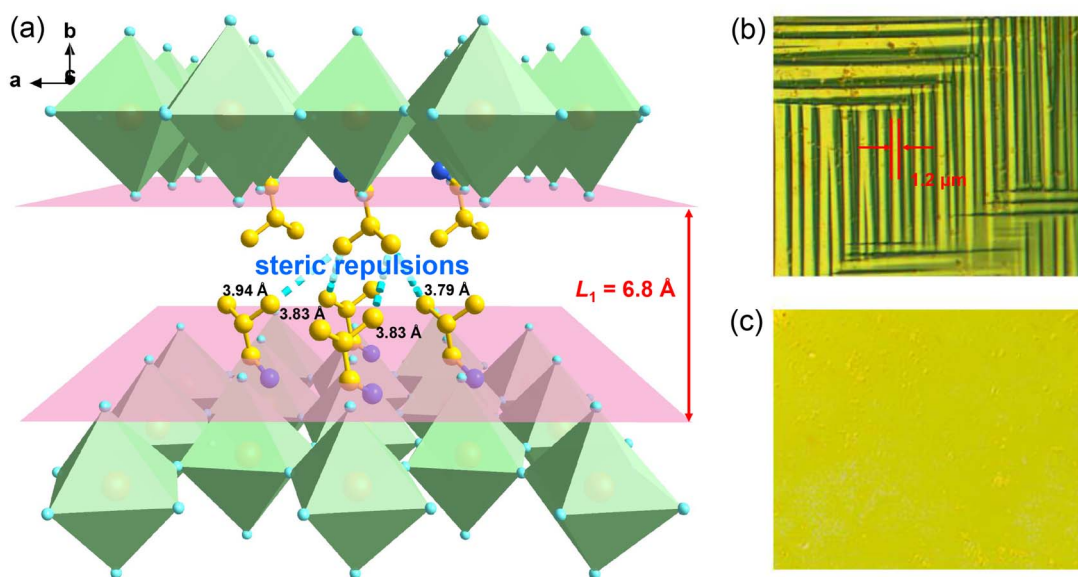 (a)
b
a
c
steric repulsions
3.94 Å
3.83 Å
3.83 Å
3.79 Å
L₁ = 6.8 Å
(b)
1.2 μm
(c)